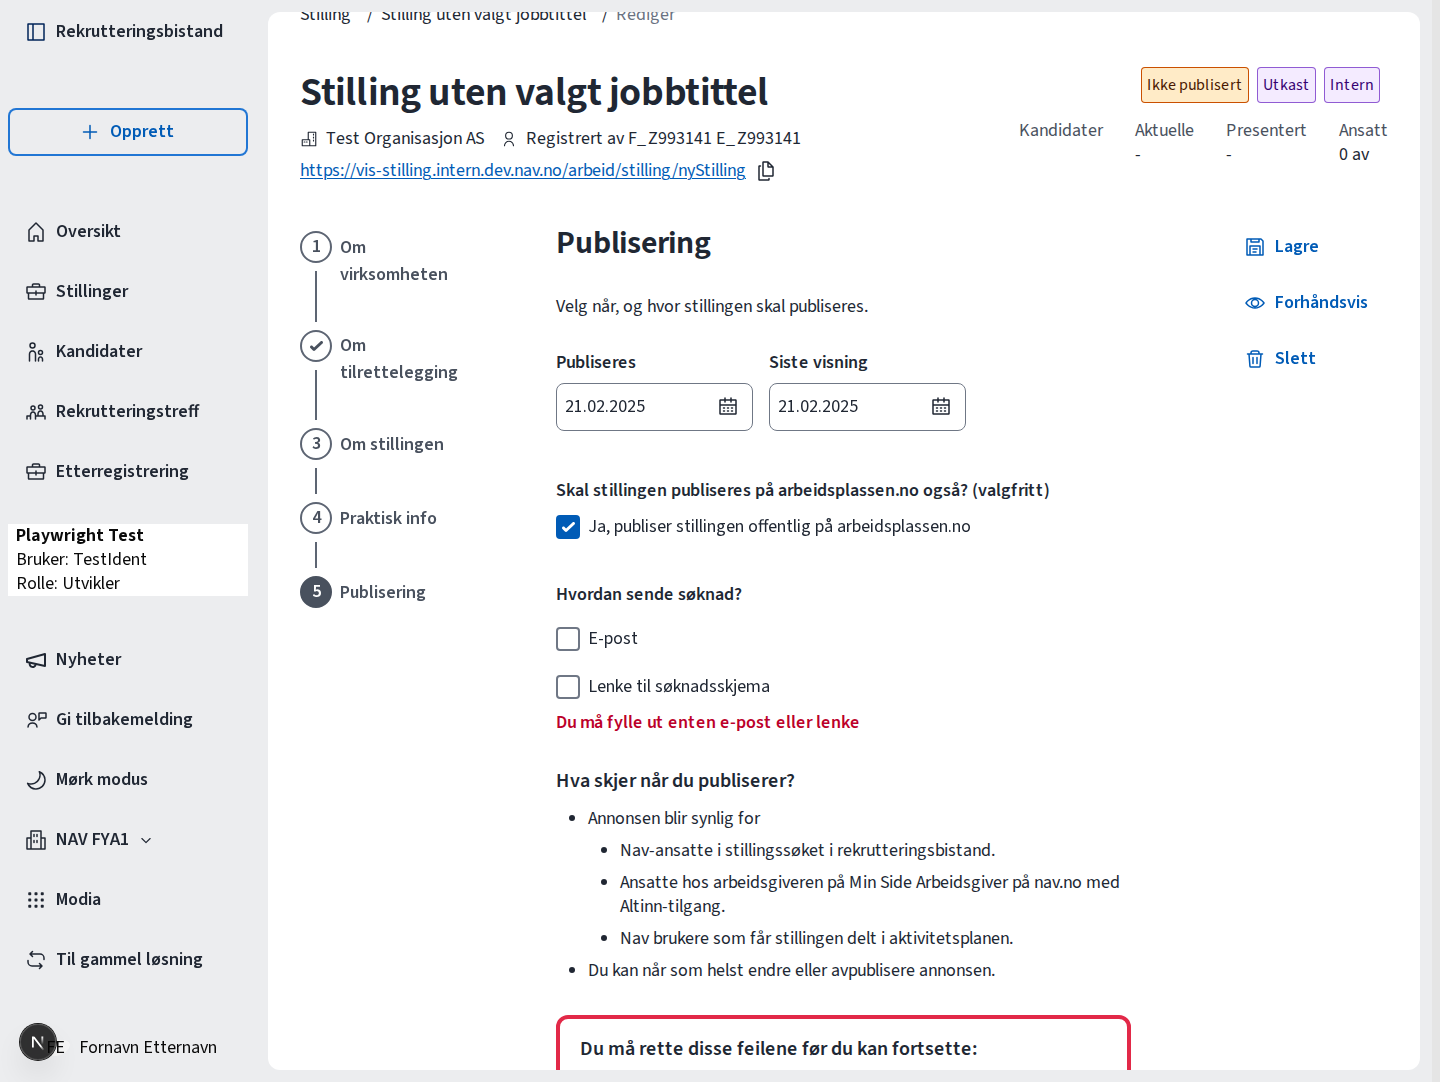 Rekrutteringsbistand
Opprett
Oversikt
Stillinger
Kandidater
Rekrutteringstreff
Etterregistrering
Playwright Test
Bruker: TestIdent
Rolle: Utvikler
Nyheter
Gi tilbakemelding
Mørk modus
NAV FYA1
Modia
Til gammel løsning
N
FE Fornavn Etternavn
Stilling / Stilling uten valgt jobbtittel / Rediger
Stilling uten valgt jobbtittel
Test Organisasjon AS Registrert av F_Z993141 E_Z993141
https://vis-stilling.intern.dev.nav.no/arbeid/stilling/nyStilling
Ikke publisert Utkast Intern
Kandidater Aktuelle Presentert Ansatt
- - 0 av
1 Om
virksomheten
Om
tilrettelegging
3 Om stillingen
4 Praktisk info
5 Publisering
Publisering
Velg når, og hvor stillingen skal publiseres.
Publiseres Siste visning
21.02.2025 21.02.2025
Skal stillingen publiseres på arbeidsplassen.no også? (valgfritt)
Ja, publiser stillingen offentlig på arbeidsplassen.no
Hvordan sende søknad?
E-post
Lenke til søknadsskjema
Du må fylle ut enten e-post eller lenke
Hva skjer når du publiserer?
Annonsen blir synlig for
Nav-ansatte i stillingssøket i rekrutteringsbistand.
Ansatte hos arbeidsgiveren på Min Side Arbeidsgiver på nav.no med
Altinn-tilgang.
Nav brukere som får stillingen delt i aktivitetsplanen.
Du kan når som helst endre eller avpublisere annonsen.
Du må rette disse feilene før du kan fortsette:
Lagre
Forhåndsvis
Slett